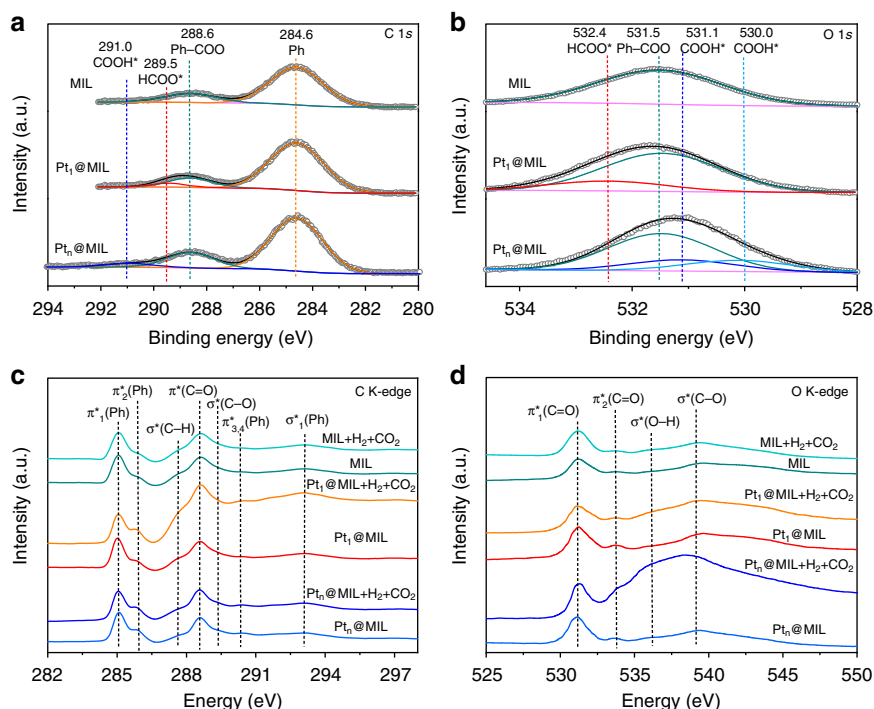 a
C 1s
291.0
COOH*
289.5
HCOO*
288.6
Ph–COO
284.6
Ph
MIL
Pt1@MIL
Ptn@MIL
Intensity (a.u.)
294 292 290 288 286 284 282 280
Binding energy (eV)
b
O 1s
532.4
HCOO*
531.5
Ph–COO
531.1
COOH*
530.0
COOH*
MIL
Pt1@MIL
Ptn@MIL
Intensity (a.u.)
534 532 530 528
Binding energy (eV)
c
C K-edge
π*1(Ph)
π*2(Ph)
σ*(C–H)
π*(C=O)
σ*(C–O)
π*3,4(Ph)
σ*1(Ph)
MIL+H2+CO2
MIL
Pt1@MIL+H2+CO2
Pt1@MIL
Ptn@MIL+H2+CO2
Ptn@MIL
Intensity (a.u.)
282 285 288 291 294 297
Energy (eV)
d
O K-edge
π*1(C=O)
π*2(C=O)
σ*(O–H)
σ*(C–O)
MIL+H2+CO2
MIL
Pt1@MIL+H2+CO2
Pt1@MIL
Ptn@MIL+H2+CO2
Ptn@MIL
Intensity (a.u.)
525 530 535 540 545 550
Energy (eV)